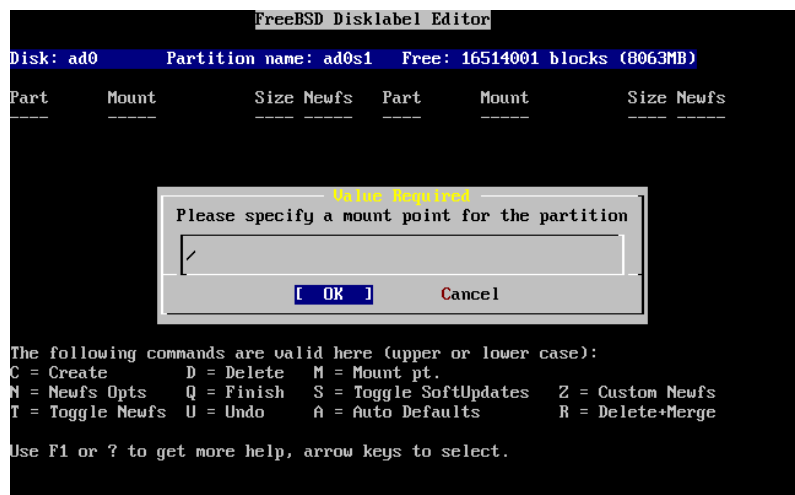 FreeBSD Disklabel Editor
Disk: ad0 Partition name: ad0s1 Free: 16514001 blocks (8063MB)
Part Mount Size Newfs Part Mount Size Newfs
---- ----- ---- ----- ---- ----- ---- -----
Value Required
Please specify a mount point for the partition
/
[ OK ] Cancel
The following commands are valid here (upper or lower case):
C = Create D = Delete M = Mount pt.
N = Newfs Opts Q = Finish S = Toggle SoftUpdates Z = Custom Newfs
T = Toggle Newfs U = Undo A = Auto Defaults R = Delete+Merge
Use F1 or ? to get more help, arrow keys to select.